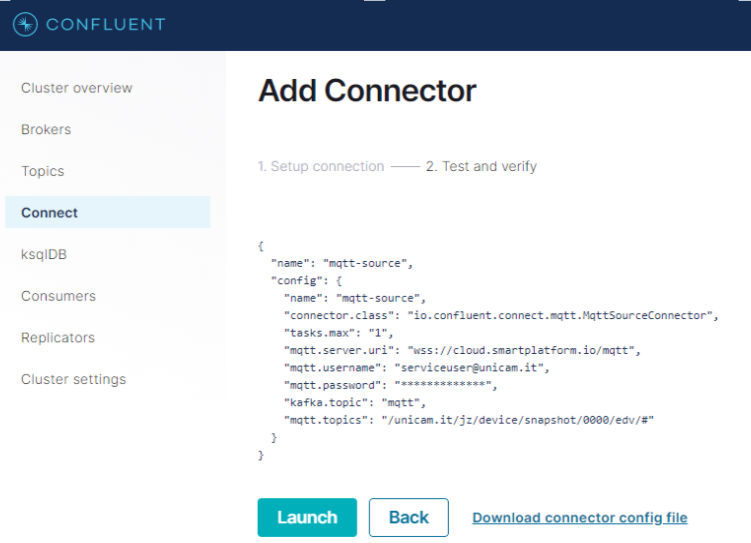 CONFLUENT
Cluster overview
Brokers
Topics
Connect
ksqlDB
Consumers
Replicators
Cluster settings
Add Connector
1. Setup connection 2. Test and verify
{
"name": "mqtt-source",
"config": {
"name": "mqtt-source",
"connector.class": "io.confluent.connect.mqtt.MqttSourceConnector",
"tasks.max": "1",
"mqtt.server.uri": "wss://cloud.smartplatform.io/mqtt",
"mqtt.username": "serviceuser@unicam.it",
"mqtt.password": "*************",
"kafka.topic": "mqtt",
"mqtt.topics": "/unicam.it/jz/device/snapshot/0000/edv/#"
}
}
Launch Back Download connector config file